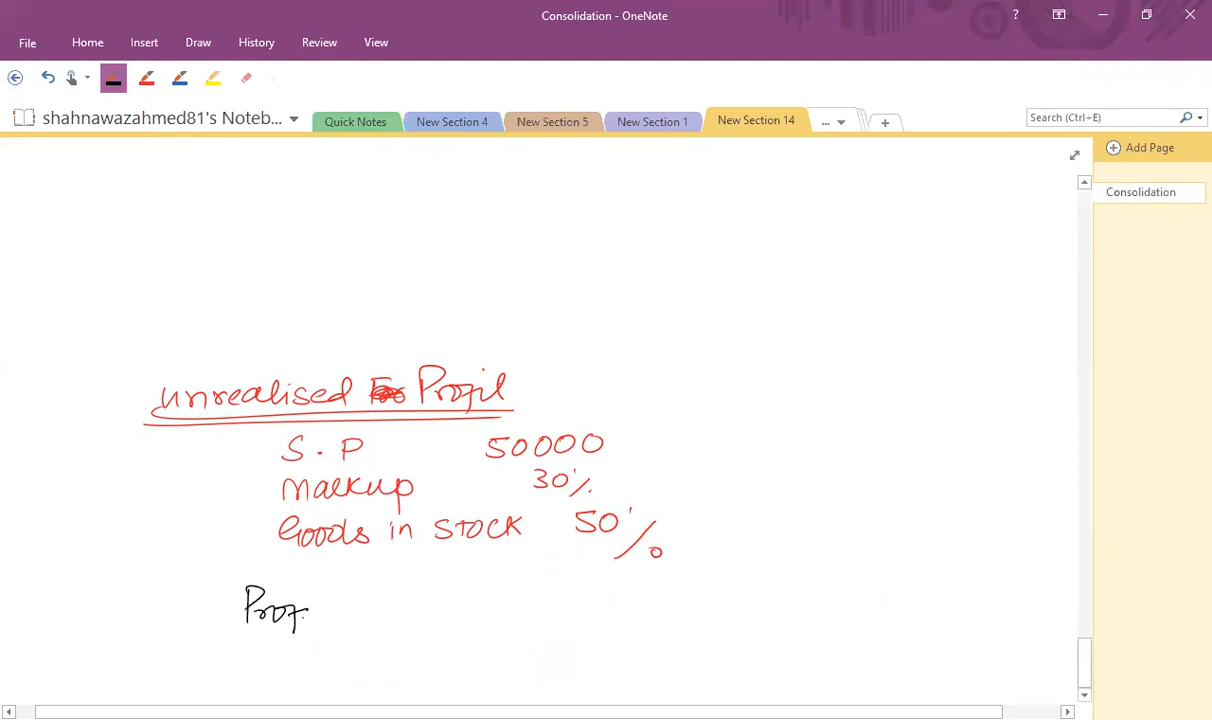 Consolidation - OneNote
?
File Home Insert Draw History Review View
shahnawazahmed81's Noteb... Quick Notes New Section 4 New Section 5 New Section 1 New Section 14 ... + Search (Ctrl+E)
Add Page
Consolidation
unrealised Profit
S.P 50000
Markup 30%
Goods in STOCK 50%
Prof